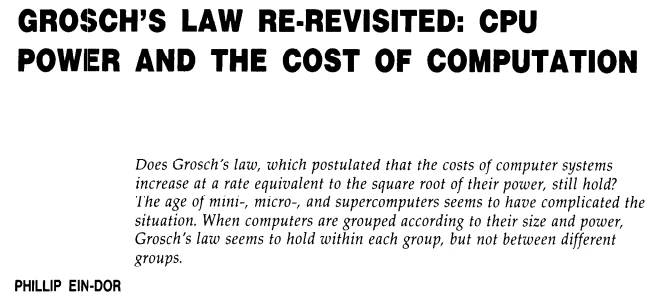 GROSCH'S LAW RE-REVISITED: CPU
POWER AND THE COST OF COMPUTATION
Does Grosch's law, which postulated that the costs of computer systems
increase at a rate equivalent to the square root of their power, still hold?
The age of mini-, micro-, and supercomputers seems to have complicated the
situation. When computers are grouped according to their size and power,
Grosch's law seems to hold within each group, but not between different
groups.
PHILLIP EIN-DOR